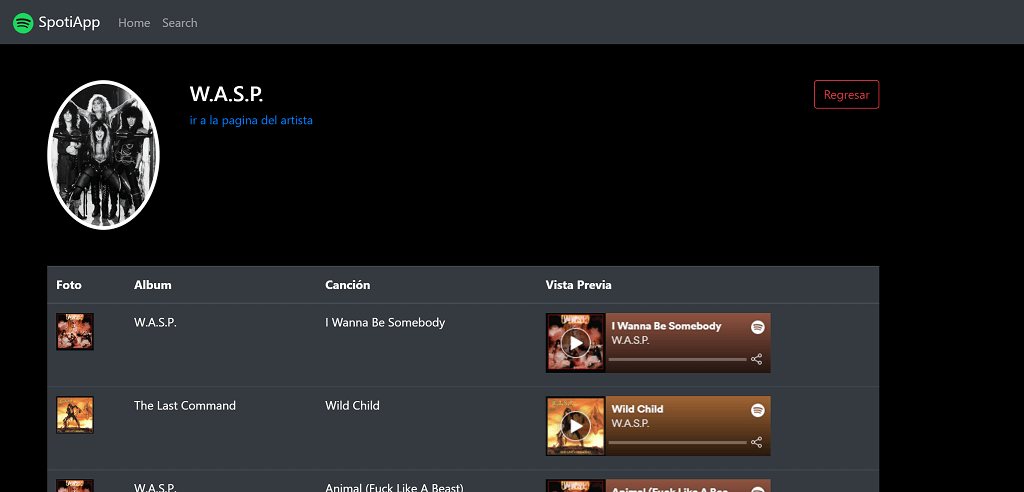 SpotiApp Home Search
W.A.S.P.
ir a la pagina del artista
Regresar
Foto Album Canción Vista Previa
W.A.S.P. I Wanna Be Somebody
I Wanna Be Somebody
W.A.S.P.
The Last Command Wild Child
Wild Child
W.A.S.P.
W.A.S.P. Animal (Fuck Like A Beast)
Animal (Fuck Like A Bea...